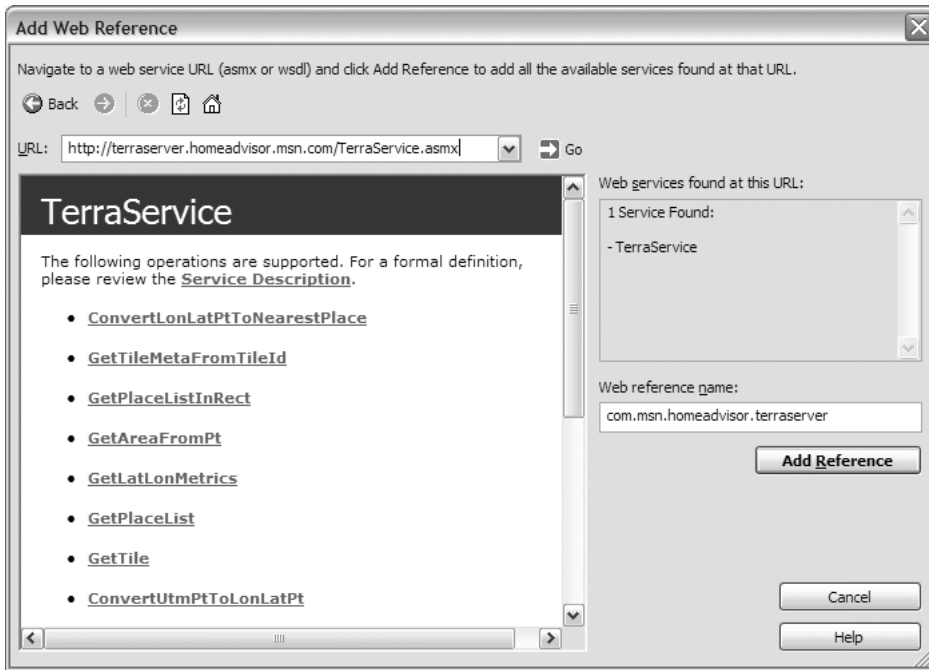 Add Web Reference
Navigate to a web service URL (asmx or wsdl) and click Add Reference to add all the available services found at that URL.
Back
URL: http://terraserver.homeadvisor.msn.com/TerraService.asmx Go
TerraService
The following operations are supported. For a formal definition,
please review the Service Description.
• ConvertLonLatPtToNearestPlace
• GetTileMetaFromTileId
• GetPlaceListInRect
• GetAreaFromPt
• GetLatLonMetrics
• GetPlaceList
• GetTile
• ConvertUtmPtToLonLatPt
Web services found at this URL:
1 Service Found:
- TerraService
Web reference name:
com.msn.homeadvisor.terraserver
Add Reference
Cancel
Help